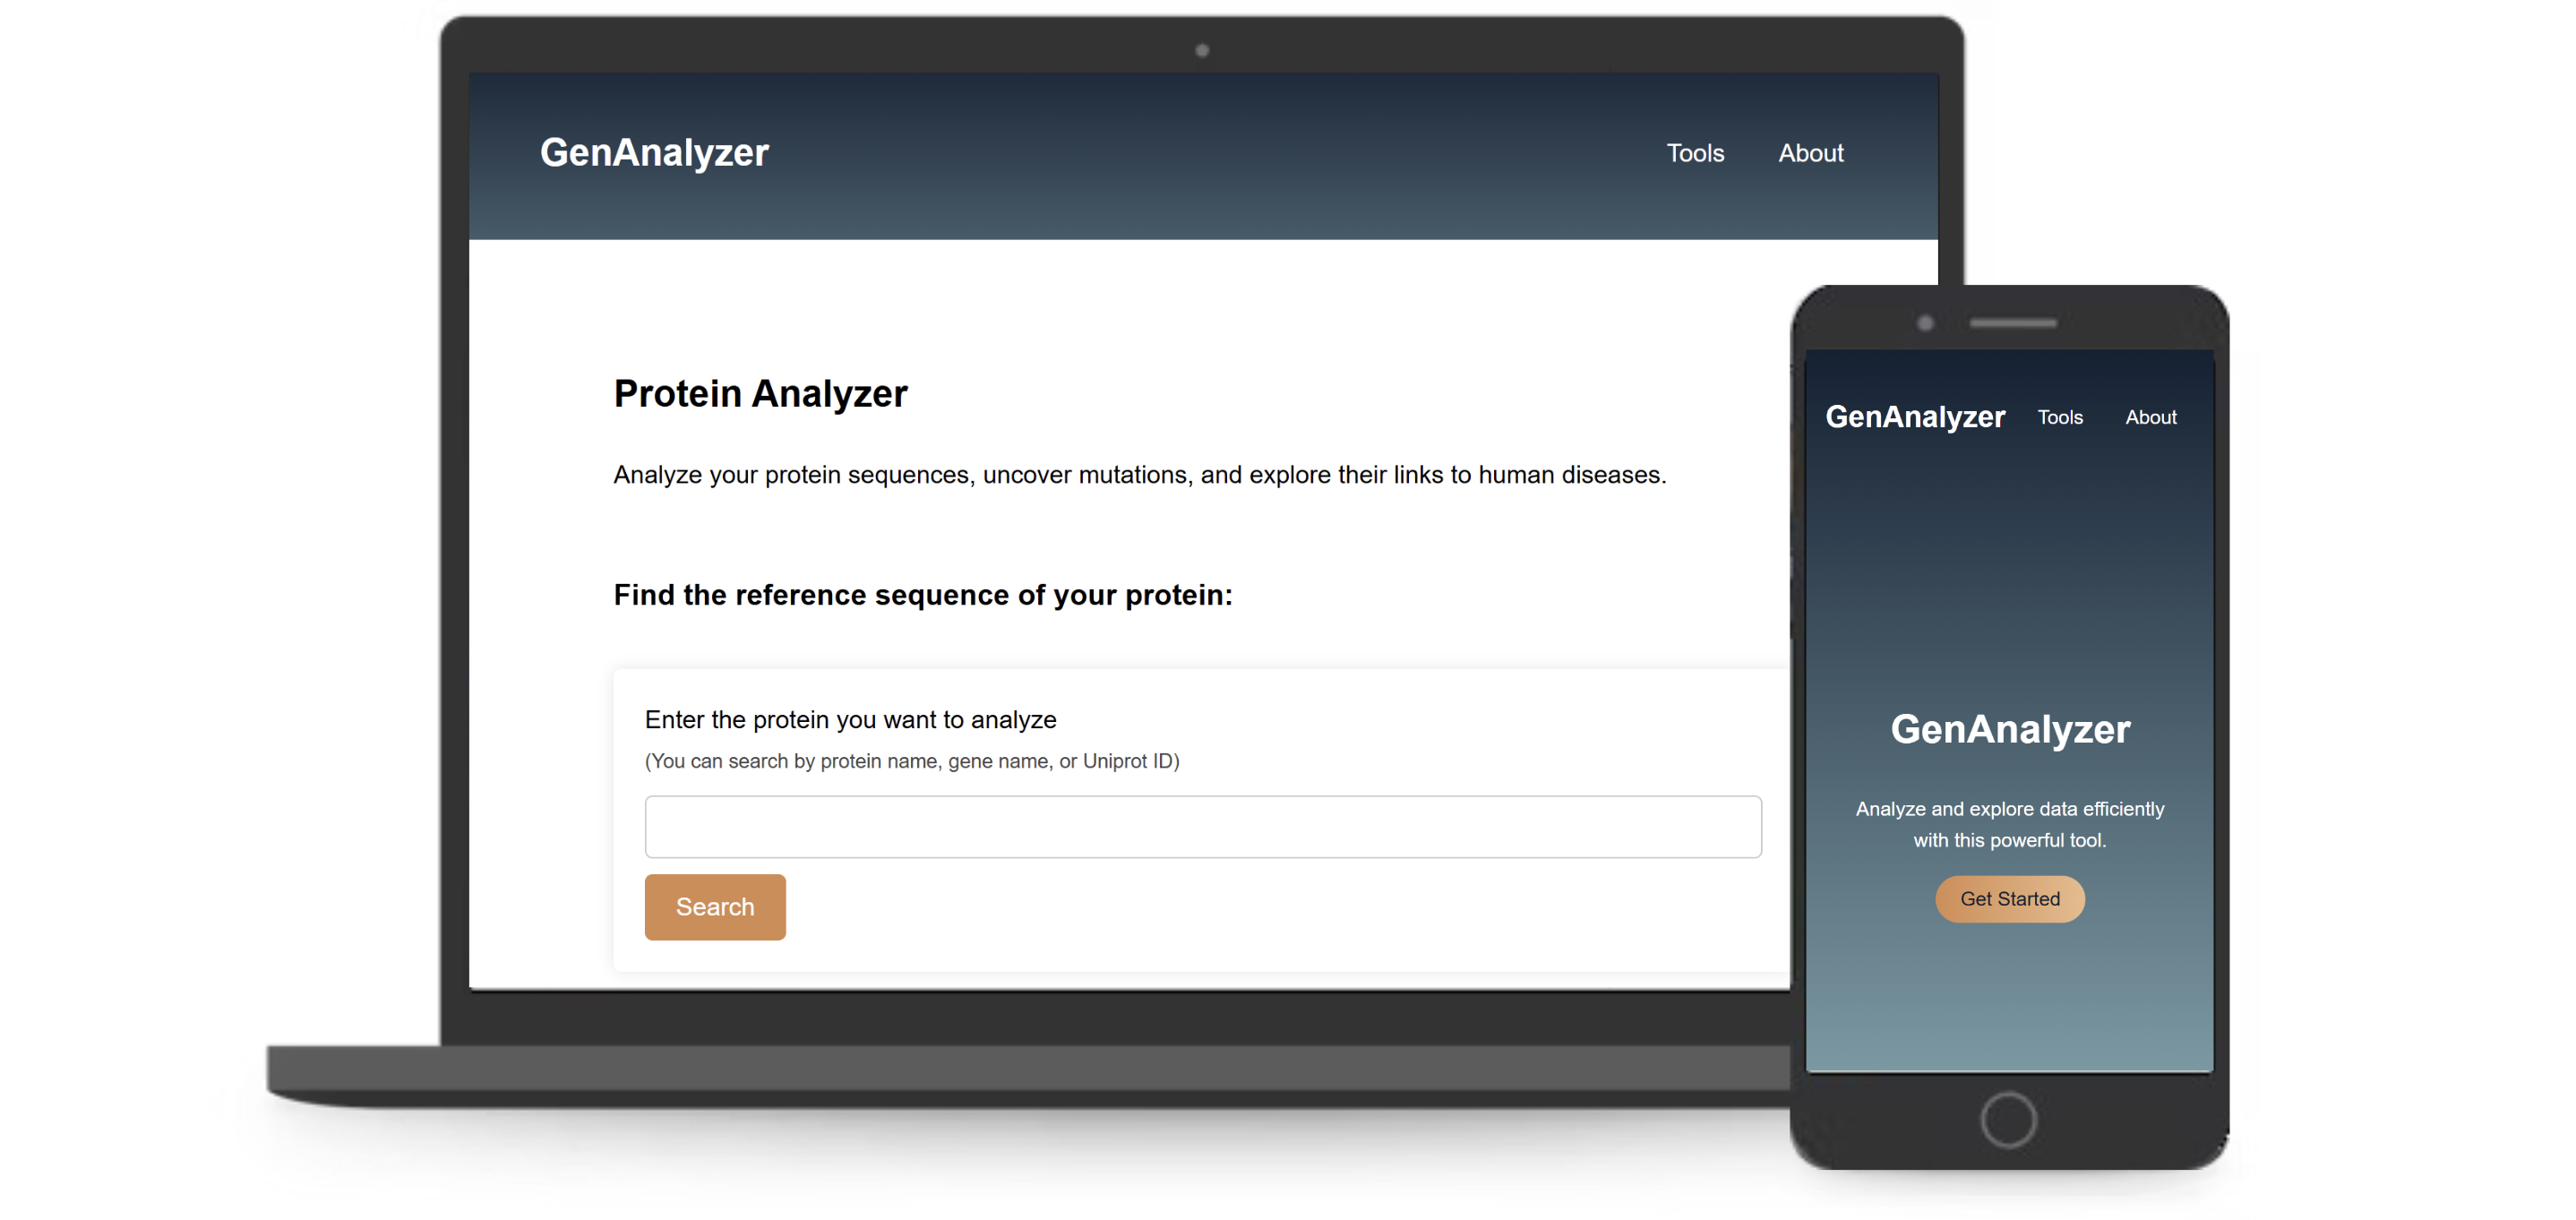 GenAnalyzer
Tools
About
Protein Analyzer
Analyze your protein sequences, uncover mutations, and explore their links to human diseases.
Find the reference sequence of your protein:
Enter the protein you want to analyze
(You can search by protein name, gene name, or Uniprot ID)
Search
GenAnalyzer
Tools
About
GenAnalyzer
Analyze and explore data efficiently
with this powerful tool.
Get Started